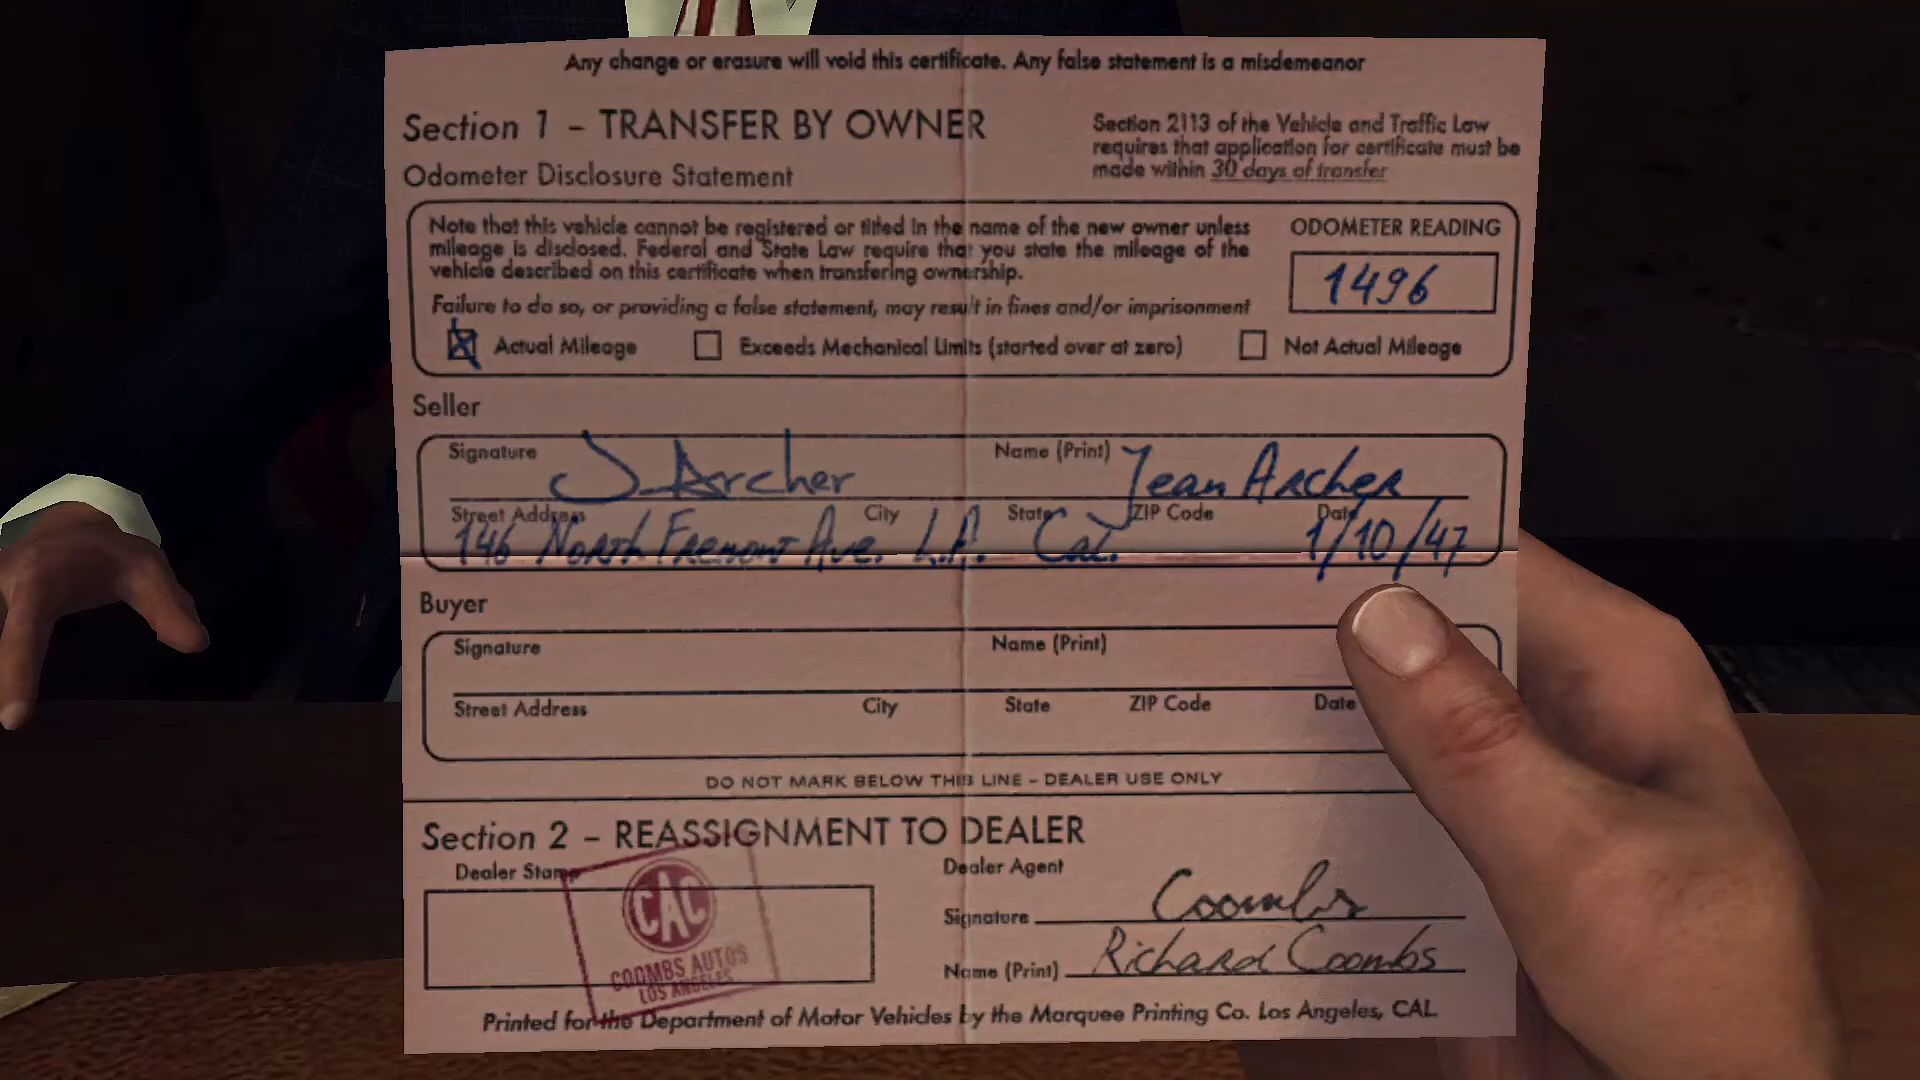 Any change or erasure will void this certificate. Any false statement is a misdemeanor
Section 1 - TRANSFER BY OWNER
Section 2113 of the Vehicle and Traffic Law
requires that application for certificate must be
made within 30 days of transfer
Odometer Disclosure Statement
Note that this vehicle cannot be registered or titled in the name of the new owner unless
mileage is disclosed. Federal and State Law require that you state the mileage of the
vehicle described on this certificate when transfering ownership.
Failure to do so, or providing a false statement, may result in fines and/or imprisonment
ODOMETER READING
1496
Actual Mileage Exceeds Mechanical Limits (started over at zero) Not Actual Mileage
Seller
Signature J Archer Name (Print) Jean Archer
Street Address City State ZIP Code Date
146 North Fremont Ave. L.A. Cal. 1/10/47
Buyer
Signature Name (Print)
Street Address City State ZIP Code Date
DO NOT MARK BELOW THIS LINE - DEALER USE ONLY
Section 2 - REASSIGNMENT TO DEALER
Dealer Stamp
CAC
COOMBS AUTOS
LOS ANGELES
Dealer Agent
Signature Coombs
Name (Print) Richard Coombs
Printed for the Department of Motor Vehicles by the Marquee Printing Co. Los Angeles, CAL